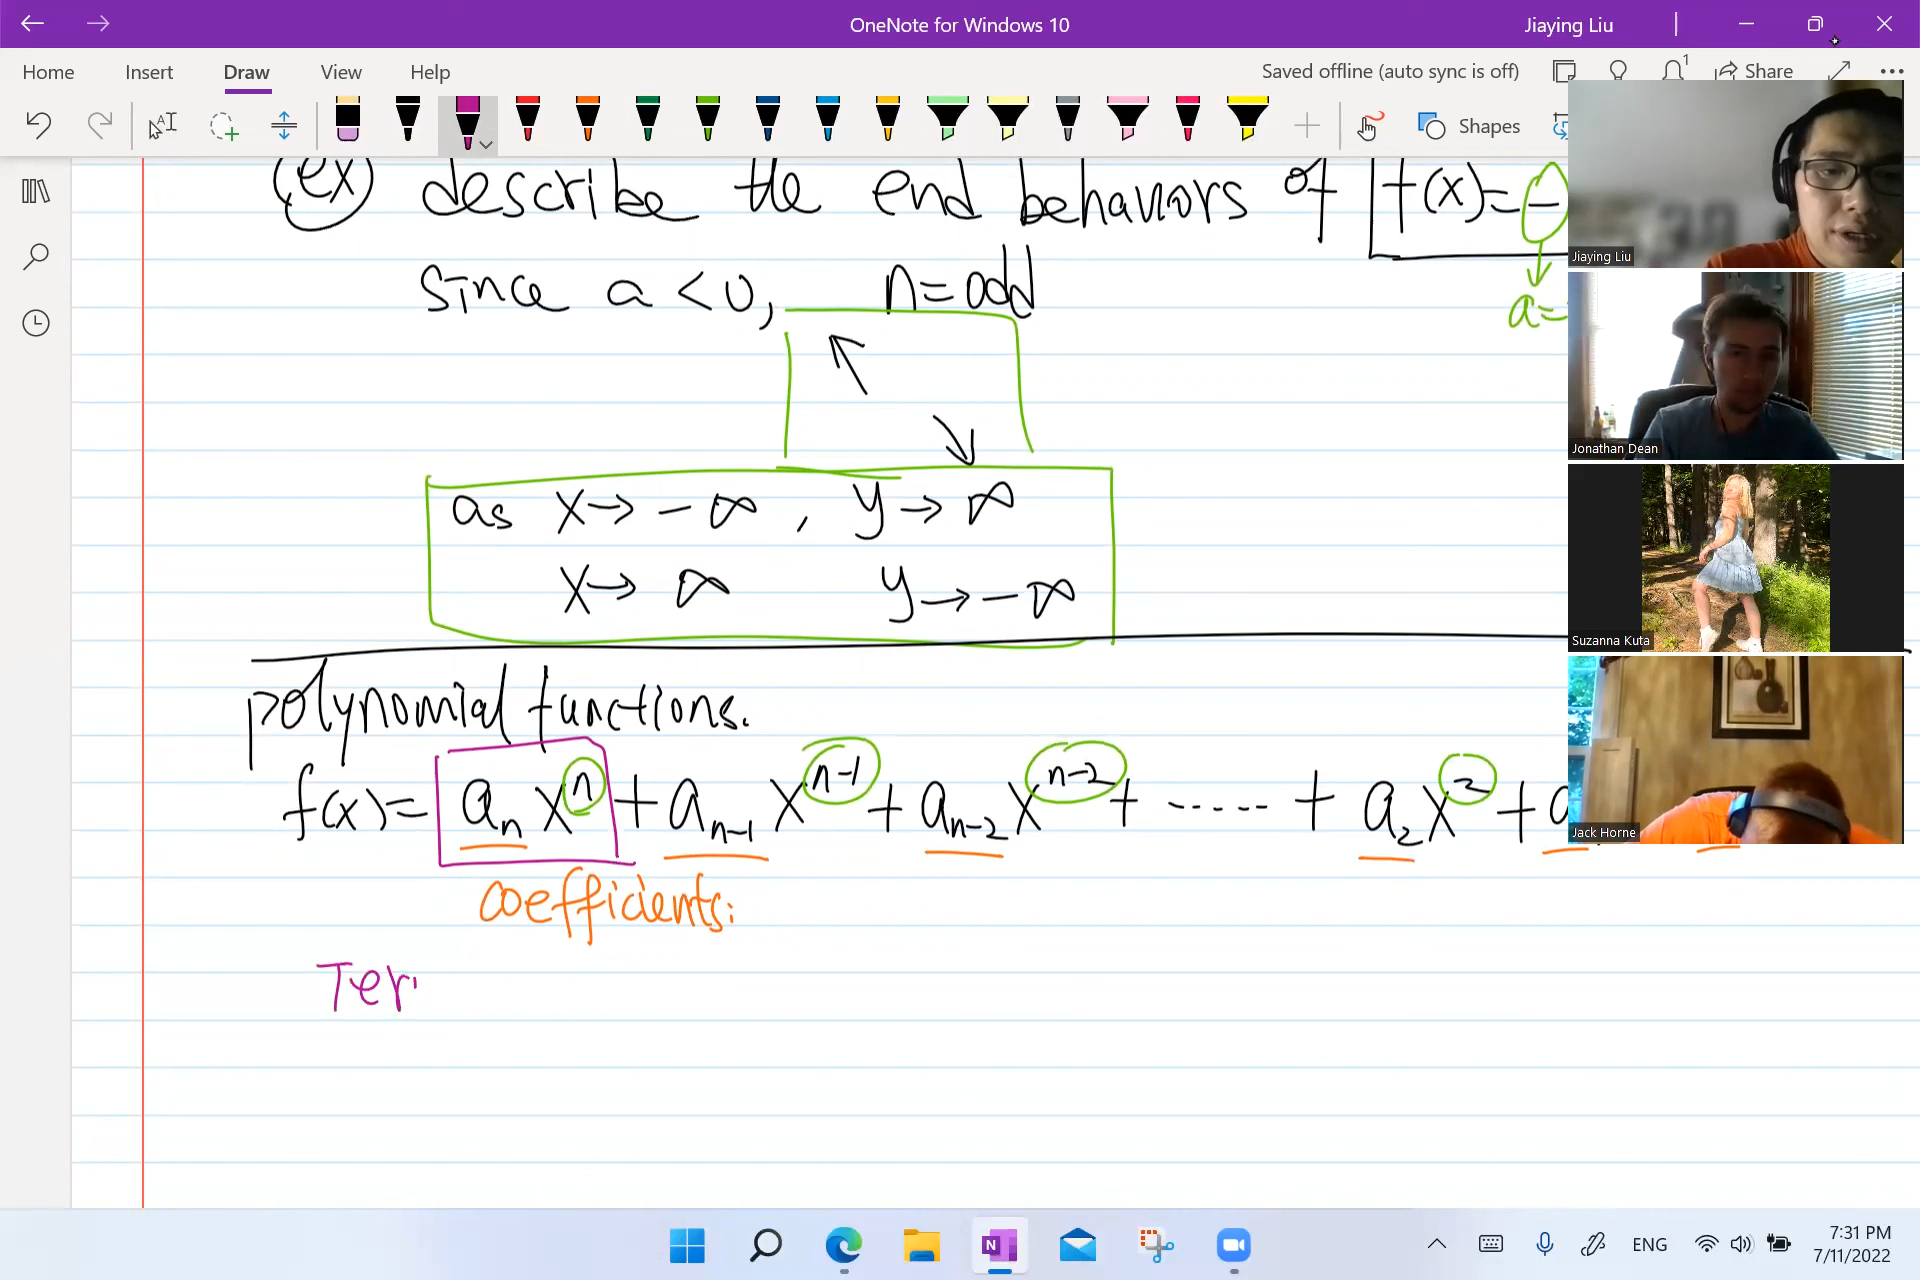 OneNote for Windows 10
Jiaying Liu
Home Insert Draw View Help
Saved offline (auto sync is off)
1
Share
Shapes
(ex) describe the end behaviors of f(x)=-
since a<0, n=odd
a=
as x→-∞, y→∞
x→∞ y→-∞
polynomial functions.
f(x)= aₙxⁿ + aₙ₋₁xⁿ⁻¹ + aₙ₋₂xⁿ⁻² + ...... + a₂x² + a
coefficients:
Ter
Jiaying Liu
Jonathan Dean
Suzanna Kuta
Jack Horne
ENG
7:31 PM
7/11/2022